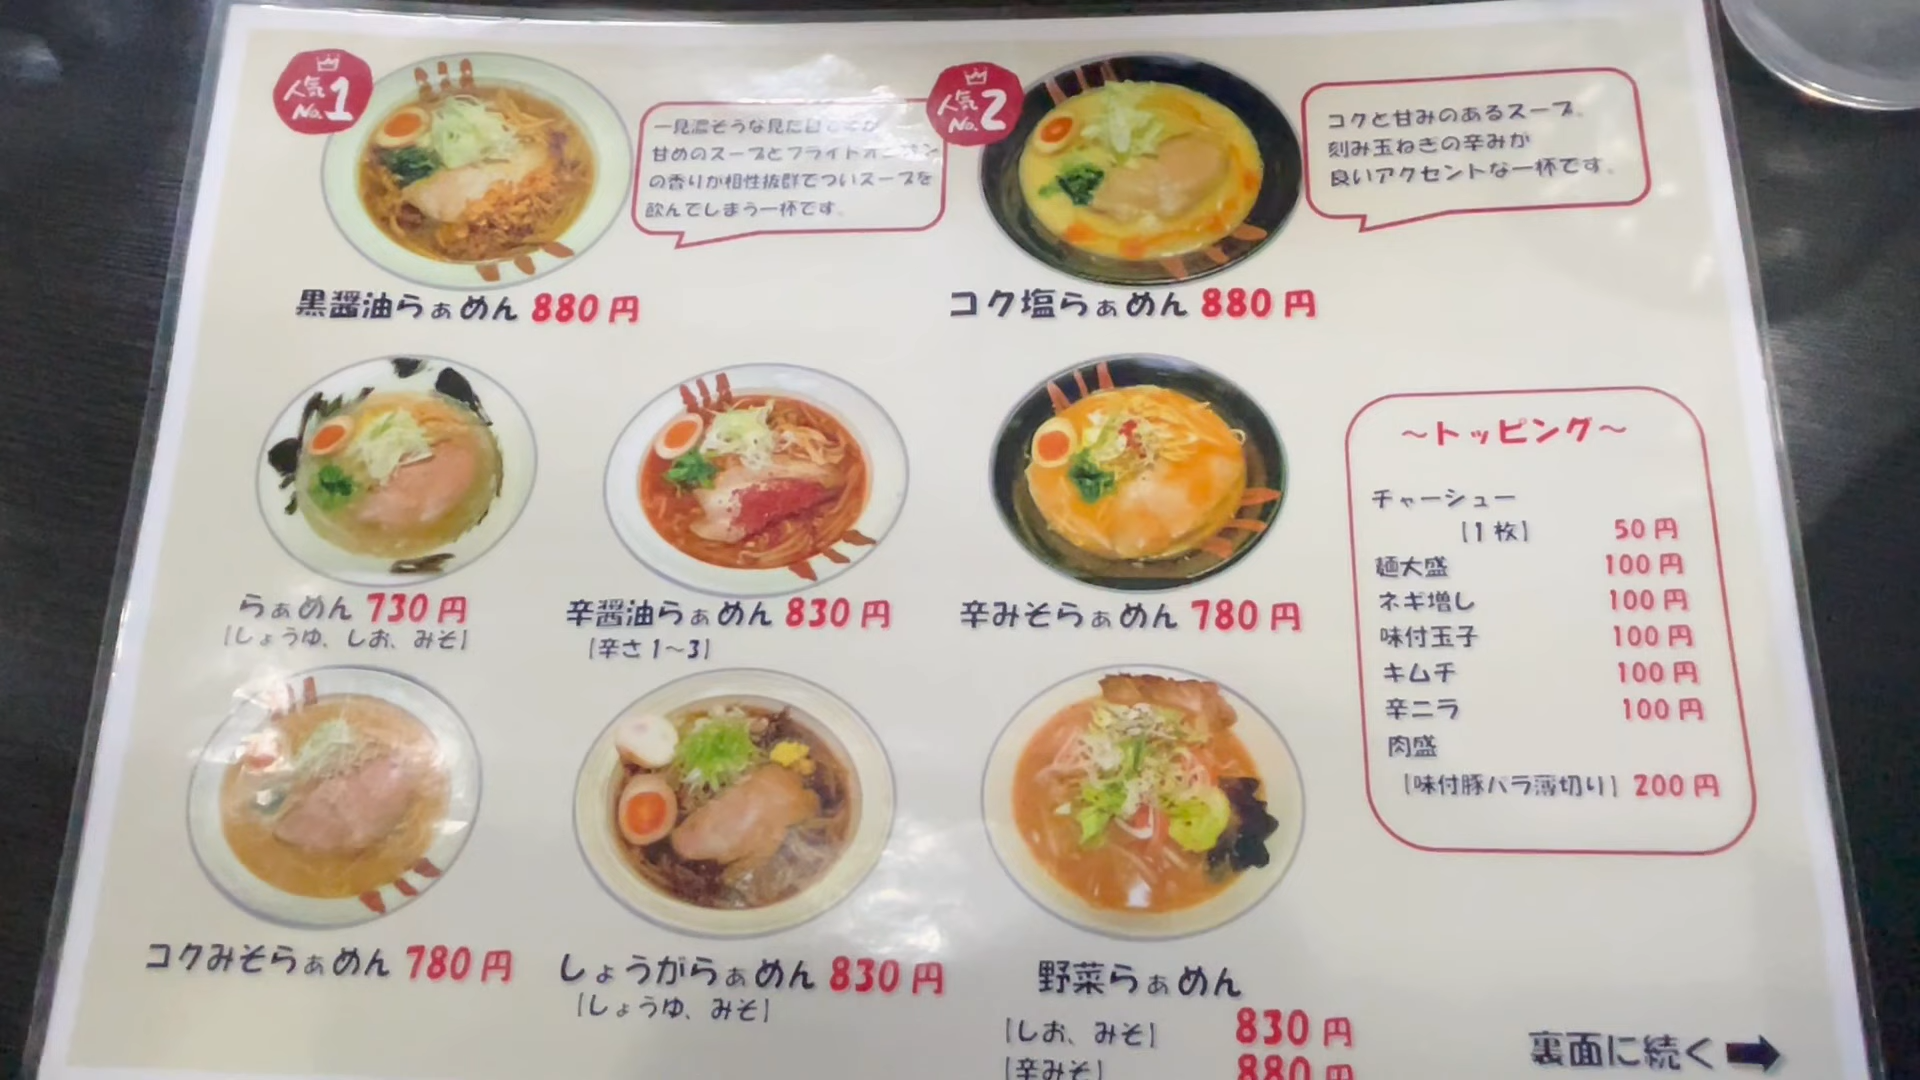 人気 No.1
一見濃そうな見た目ですが
甘めのスープとフライドオニオン
の香りが相性抜群でついスープを
飲んでしまう一杯です。
黒醤油らぁめん 880円
人気 No.2
コクと甘みのあるスープ。
刻み玉ねぎの辛みが
良いアクセントな一杯です。
コク塩らぁめん 880円
らぁめん 730円
[しょうゆ、しお、みそ]
辛醤油らぁめん 830円
[辛さ1〜3]
辛みそらぁめん 780円
コクみそらぁめん 780円
しょうがらぁめん 830円
[しょうゆ、みそ]
野菜らぁめん
[しお、みそ] 830円
[辛みそ] 880円
〜トッピング〜
チャーシュー
[1枚] 50円
麺大盛 100円
ネギ増し 100円
味付玉子 100円
キムチ 100円
辛ニラ 100円
肉盛
[味付豚バラ薄切り] 200円
裏面に続く